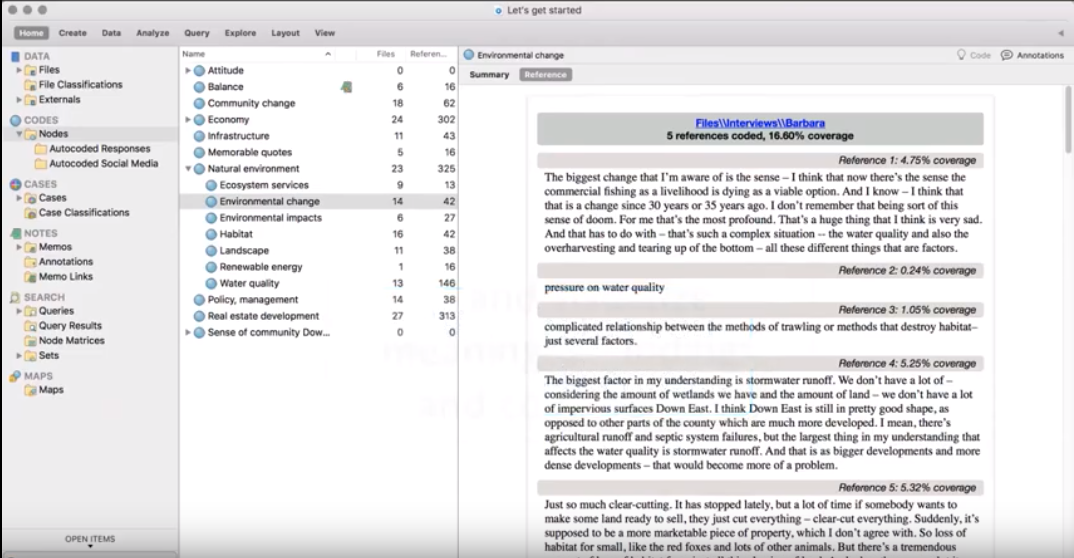 Let's get started
Home Create Data Analyze Query Explore Layout View
DATA
Files
File Classifications
Externals
CODES
Nodes
Autocoded Responses
Autocoded Social Media
CASES
Cases
Case Classifications
NOTES
Memos
Annotations
Memo Links
SEARCH
Queries
Query Results
Node Matrices
Sets
MAPS
Maps
OPEN ITEMS
Name Files Referen...
Attitude 0 0
Balance 6 16
Community change 18 62
Economy 24 302
Infrastructure 11 43
Memorable quotes 5 16
Natural environment 23 325
Ecosystem services 9 13
Environmental change 14 42
Environmental impacts 6 27
Habitat 16 42
Landscape 11 38
Renewable energy 1 16
Water quality 13 146
Policy, management 14 38
Real estate development 27 313
Sense of community Dow... 0 0
Environmental change Code Annotations
Summary Reference
Files\\Interviews\\Barbara
5 references coded, 16.60% coverage
Reference 1: 4.75% coverage
The biggest change that I'm aware of is the sense – I think that now there's the sense the
commercial fishing as a livelihood is dying as a viable option. And I know – I think that
that is a change since 30 years or 35 years ago. I don't remember that being sort of this
sense of doom. For me that's the most profound. That's a huge thing that I think is very sad.
And that has to do with – that's such a complex situation -- the water quality and also the
overharvesting and tearing up of the bottom – all these different things that are factors.
Reference 2: 0.24% coverage
pressure on water quality
Reference 3: 1.05% coverage
complicated relationship between the methods of trawling or methods that destroy habitat–
just several factors.
Reference 4: 5.25% coverage
The biggest factor in my understanding is stormwater runoff. We don't have a lot of –
considering the amount of wetlands we have and the amount of land – we don't have a lot
of impervious surfaces Down East. I think Down East is still in pretty good shape, as
opposed to other parts of the county which are much more developed. I mean, there's
agricultural runoff and septic system failures, but the largest thing in my understanding that
affects the water quality is stormwater runoff. And that is as bigger developments and more
dense developments – that would become more of a problem.
Reference 5: 5.32% coverage
Just so much clear-cutting. It has stopped lately, but a lot of time if somebody wants to
make some land ready to sell, they just cut everything – clear-cut everything. Suddenly, it's
supposed to be a more marketable piece of property, which I don't agree with. So loss of
habitat for small, like the red foxes and lots of other animals. But there's a tremendous